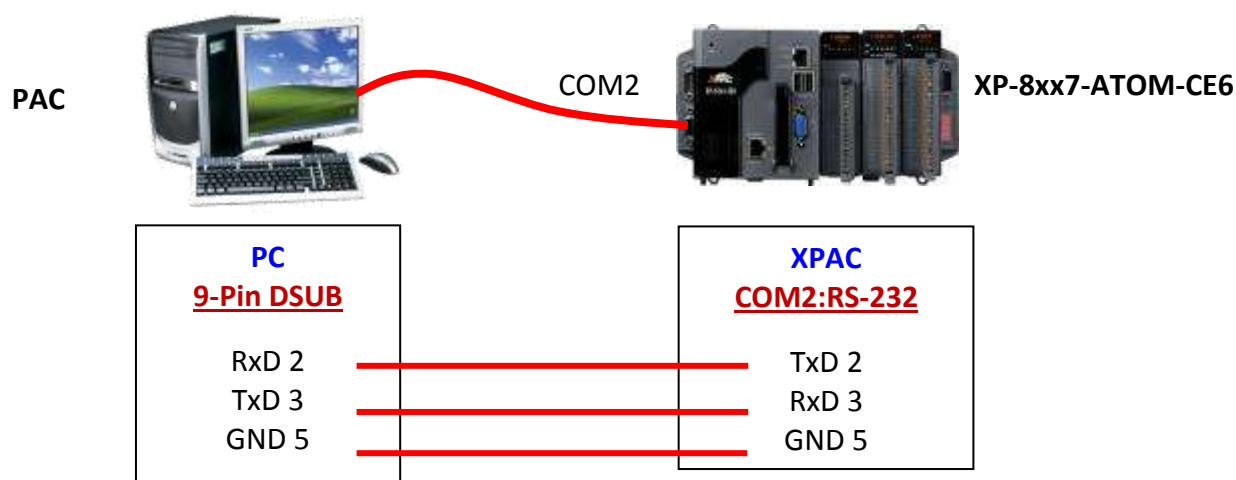 PAC
COM2
XP-8xx7-ATOM-CE6
PC
9-Pin DSUB
RxD 2
TxD 3
GND 5
XPAC
COM2:RS-232
TxD 2
RxD 3
GND 5